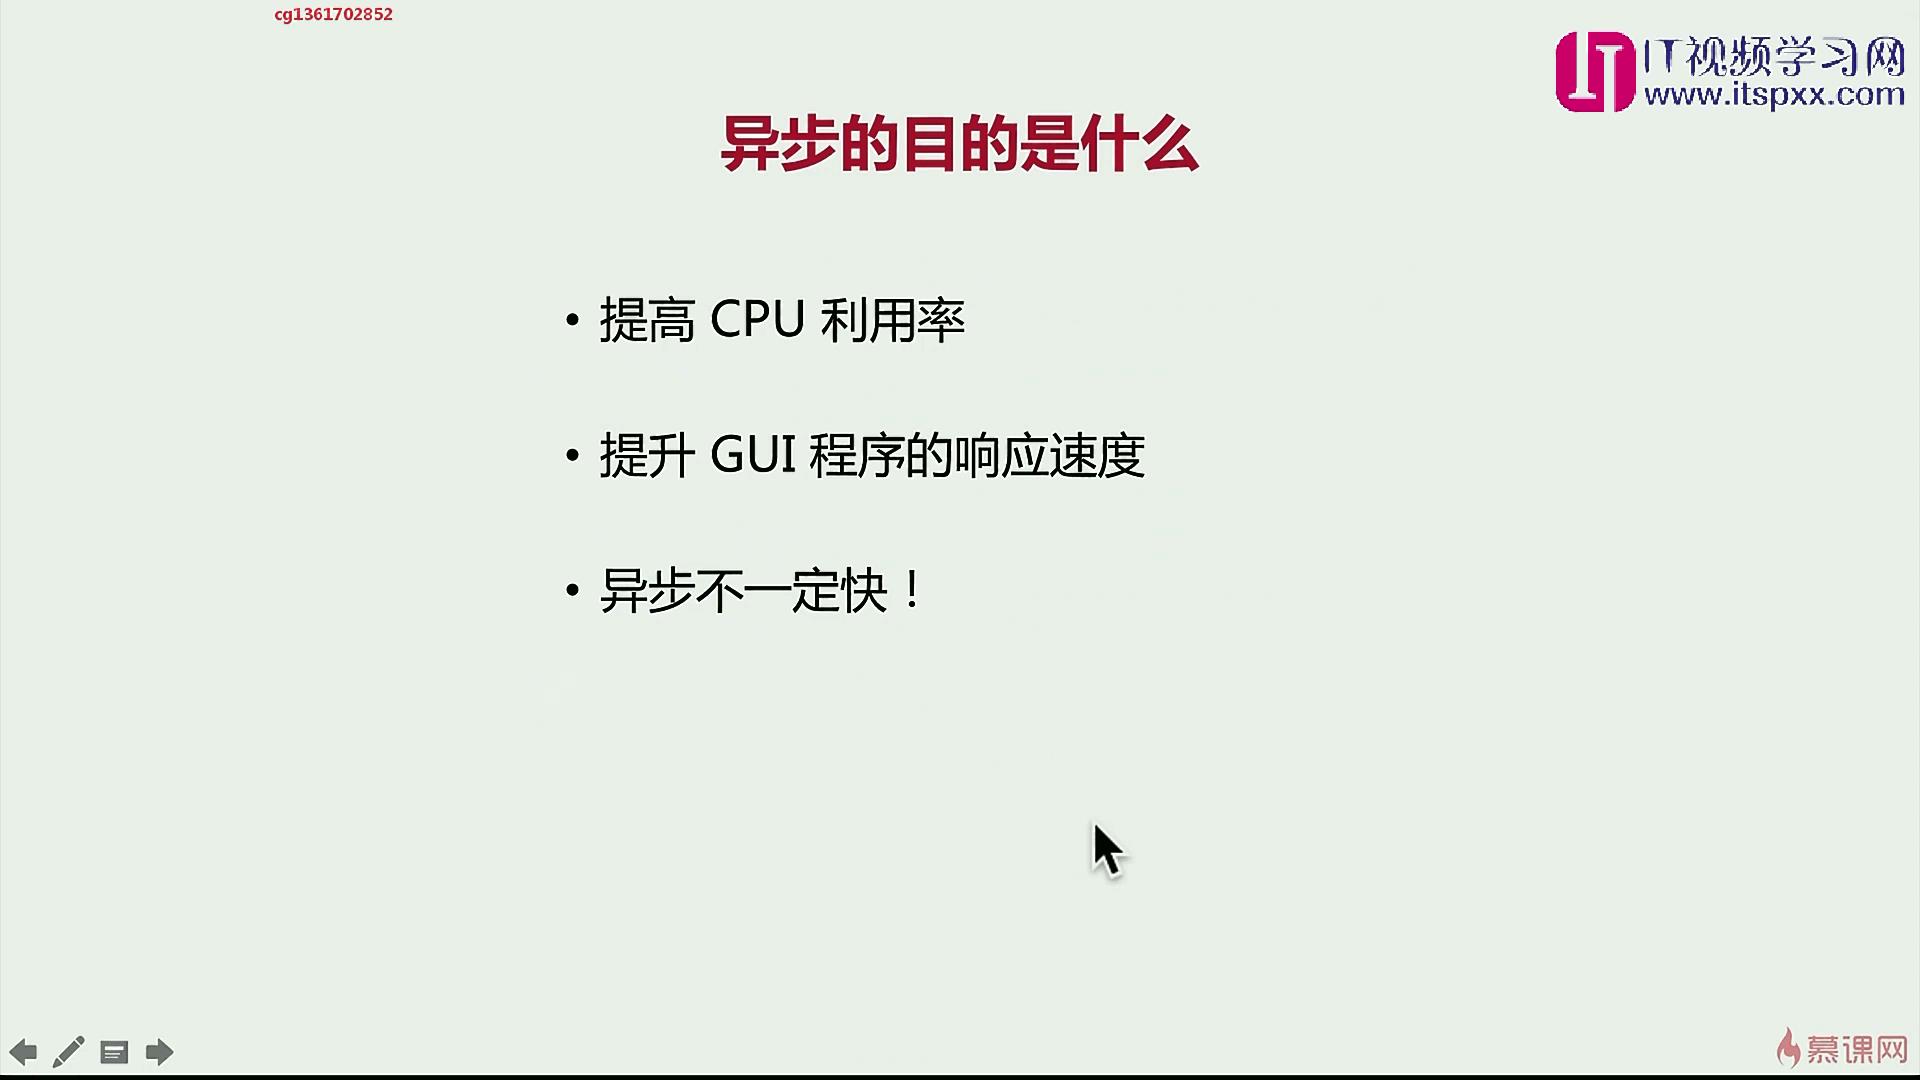 cg1361702852
IT视频学习网
www.itspxx.com
异步的目的是什么
• 提高 CPU 利用率
• 提升 GUI 程序的响应速度
• 异步不一定快！
慕课网